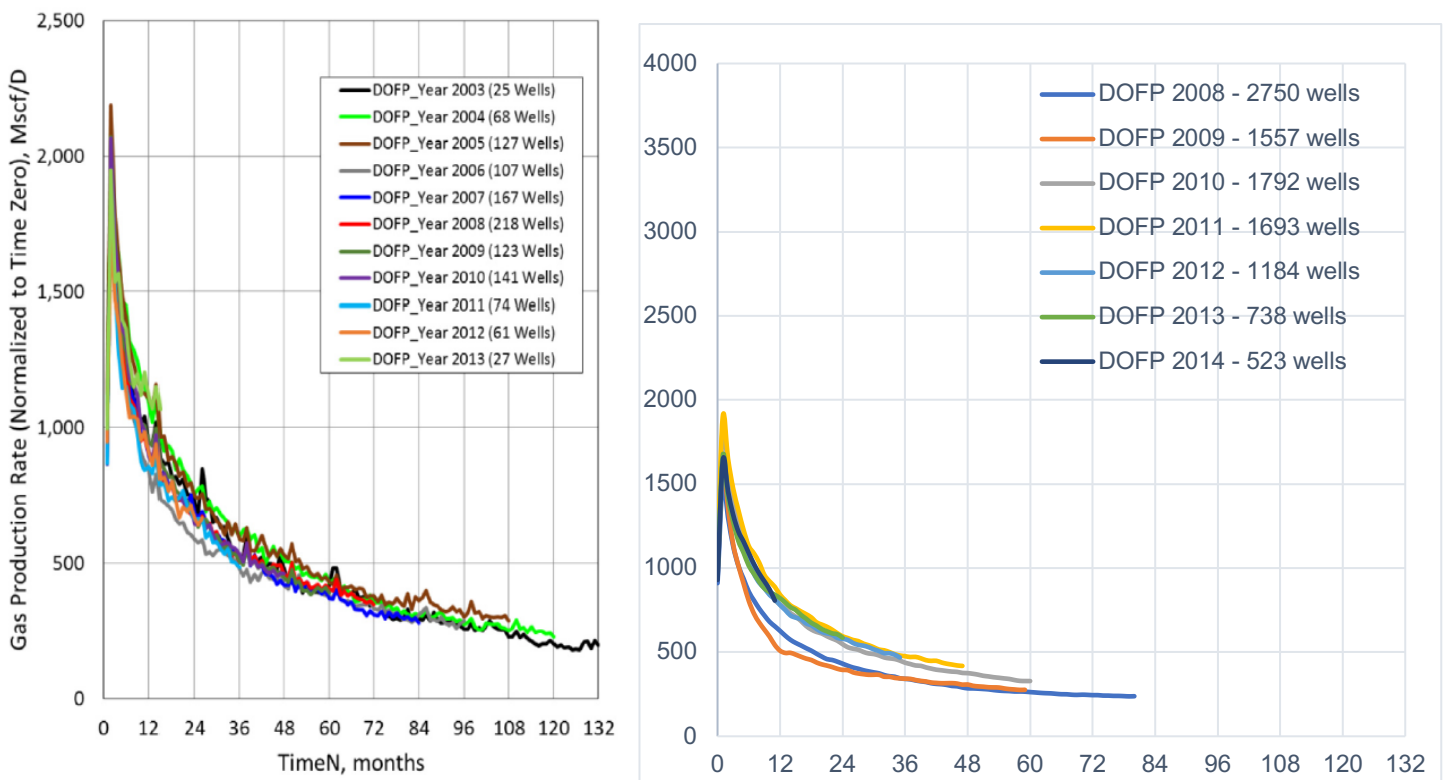 Gas Production Rate (Normalized to Time Zero), Mscf/D
2,500
2,000
1,500
1,000
500
0
DOFP_Year 2003 (25 Wells)
DOFP_Year 2004 (68 Wells)
DOFP_Year 2005 (127 Wells)
DOFP_Year 2006 (107 Wells)
DOFP_Year 2007 (167 Wells)
DOFP_Year 2008 (218 Wells)
DOFP_Year 2009 (123 Wells)
DOFP_Year 2010 (141 Wells)
DOFP_Year 2011 (74 Wells)
DOFP_Year 2012 (61 Wells)
DOFP_Year 2013 (27 Wells)
0 12 24 36 48 60 72 84 96 108 120 132
TimeN, months
4000
3500
3000
2500
2000
1500
1000
500
0
DOFP 2008 - 2750 wells
DOFP 2009 - 1557 wells
DOFP 2010 - 1792 wells
DOFP 2011 - 1693 wells
DOFP 2012 - 1184 wells
DOFP 2013 - 738 wells
DOFP 2014 - 523 wells
0 12 24 36 48 60 72 84 96 108 120 132